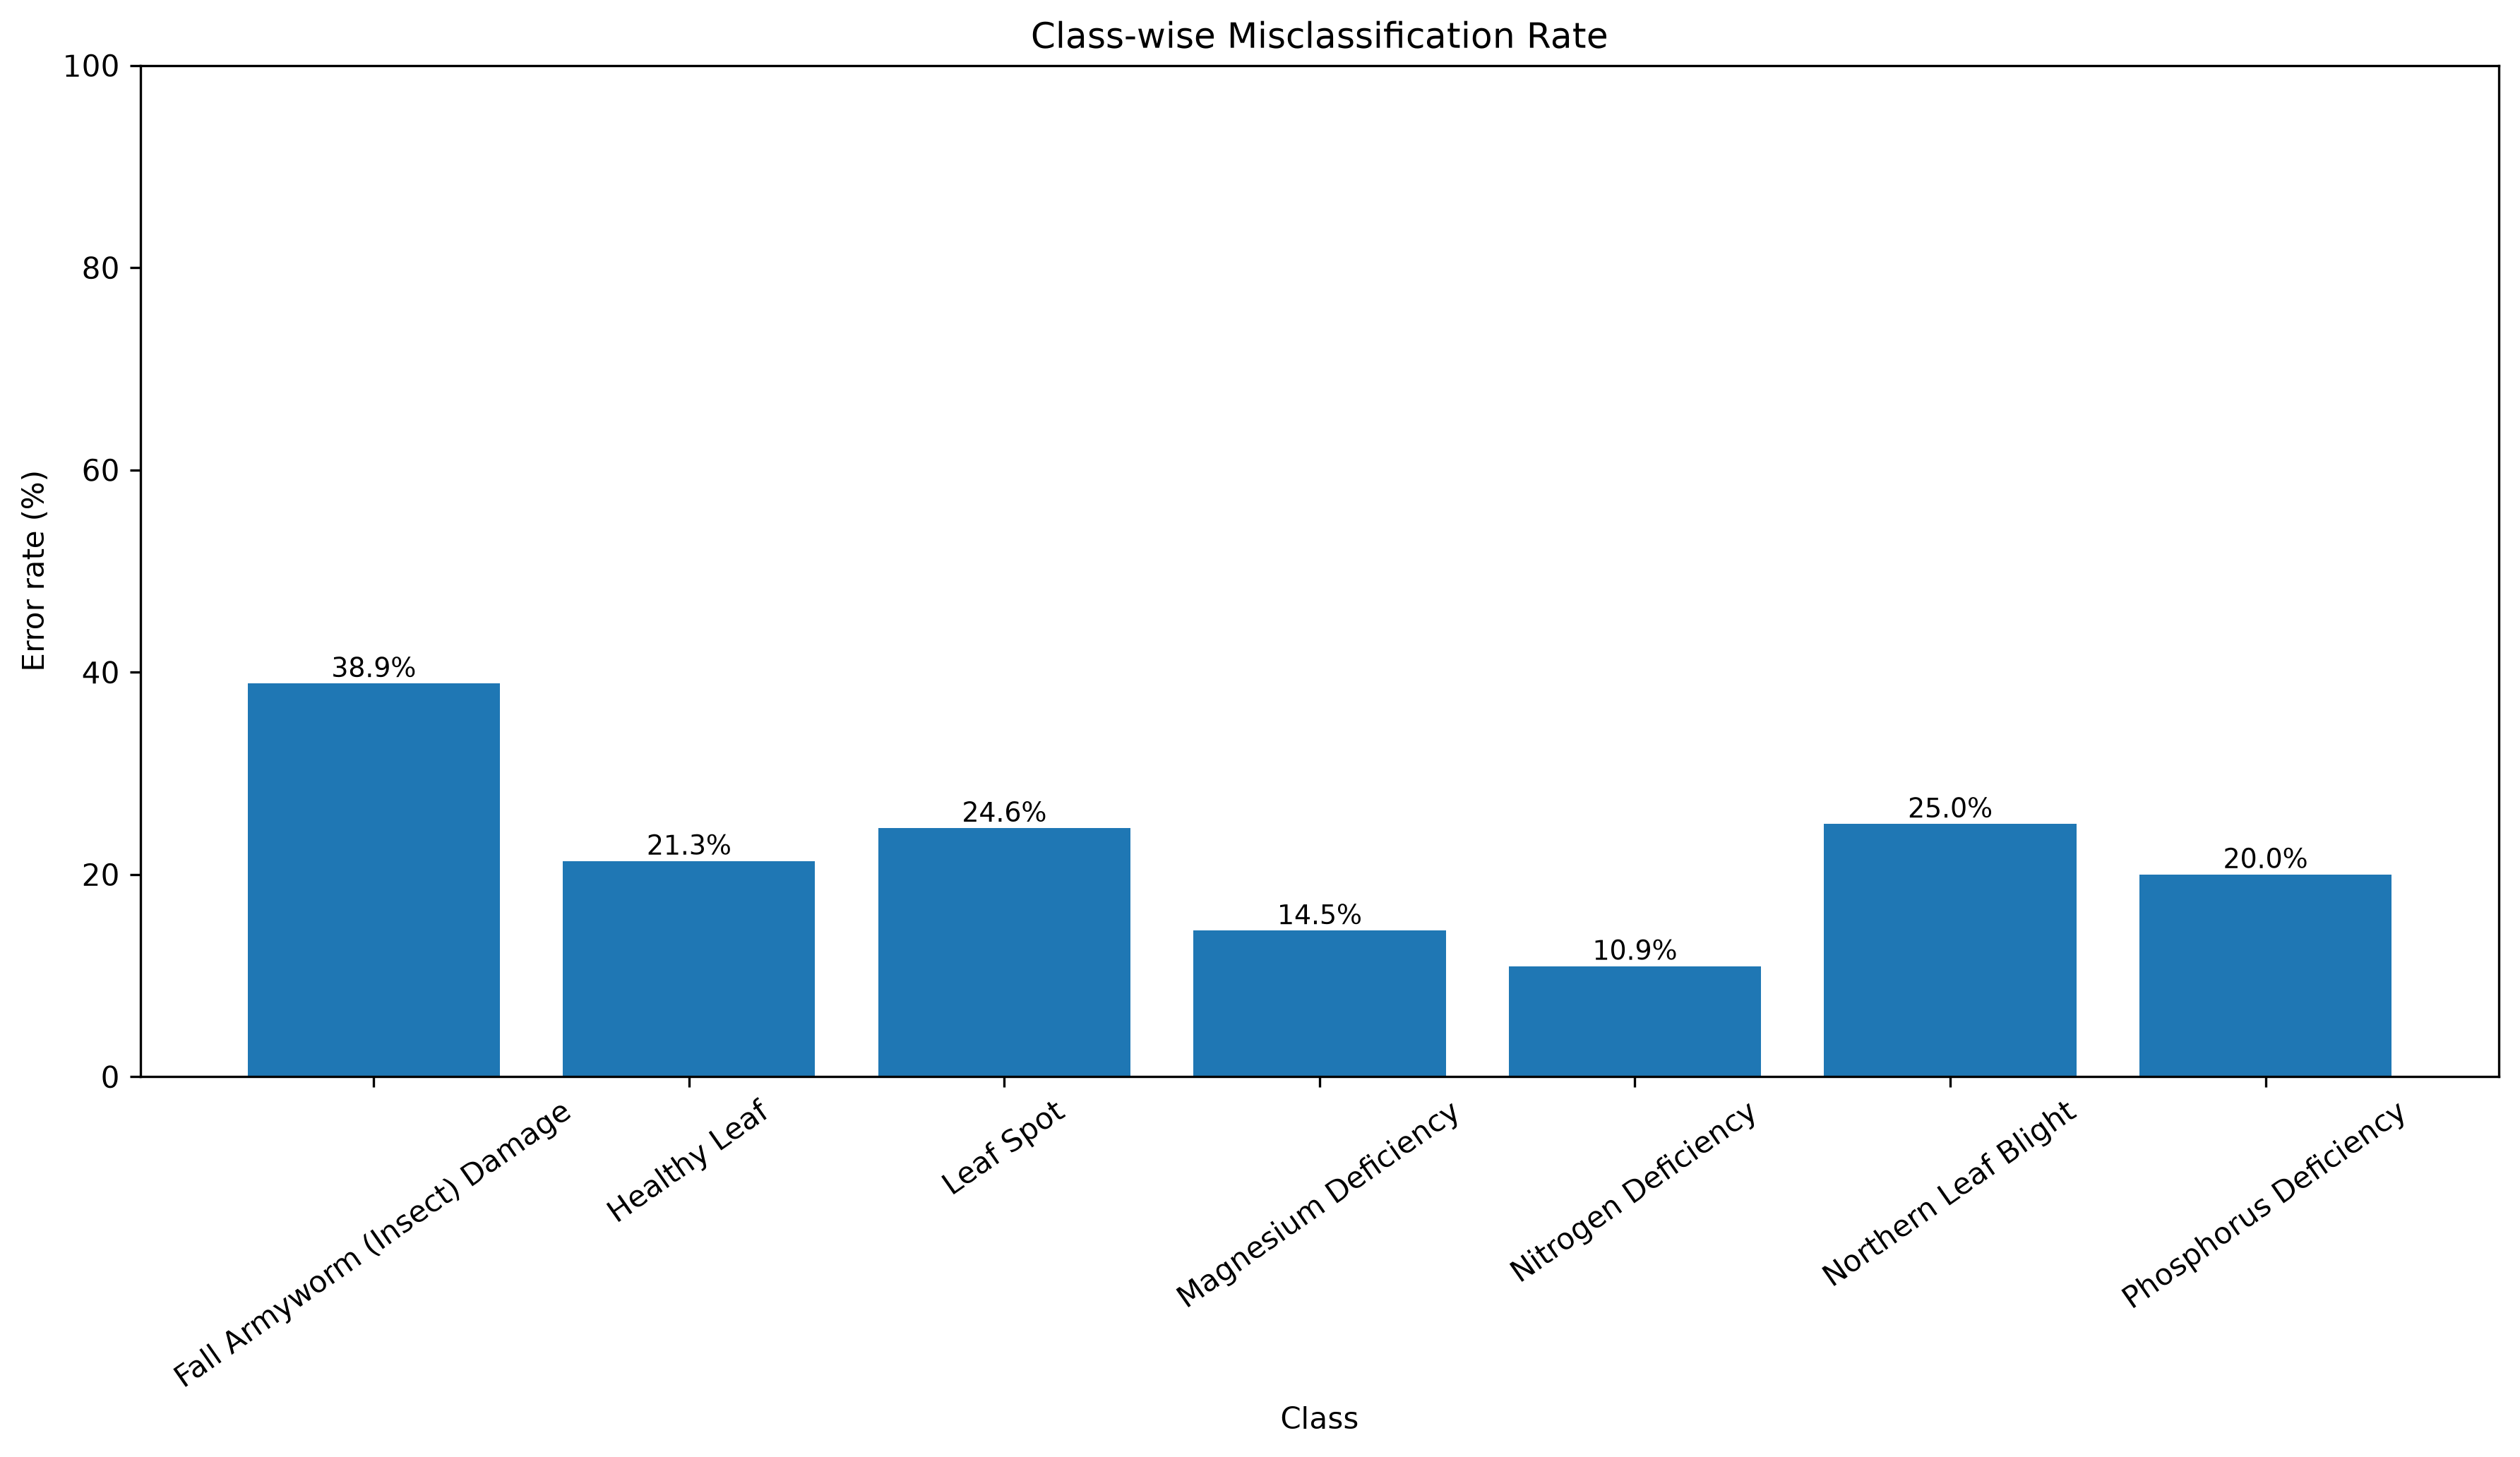 Class-wise Misclassification Rate
Error rate (%)
100
80
60
40
20
0
38.9%
21.3%
24.6%
14.5%
10.9%
25.0%
20.0%
Fall Armyworm (Insect) Damage
Healthy Leaf
Leaf Spot
Magnesium Deficiency
Nitrogen Deficiency
Northern Leaf Blight
Phosphorus Deficiency
Class